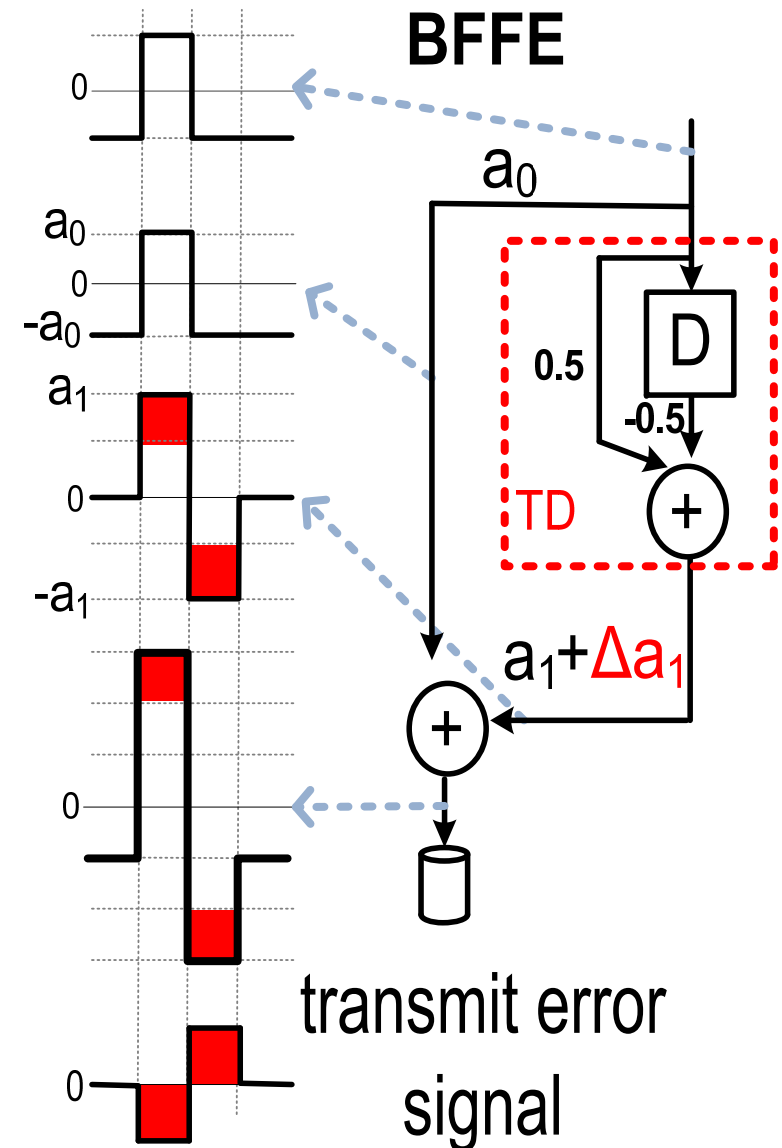 BFFE
0
a₀
a₀
0
-a₀
D
0.5
-0.5
a₁
+
TD
0
-a₁
a₁+Δa₁
+
0
transmit error
signal
0